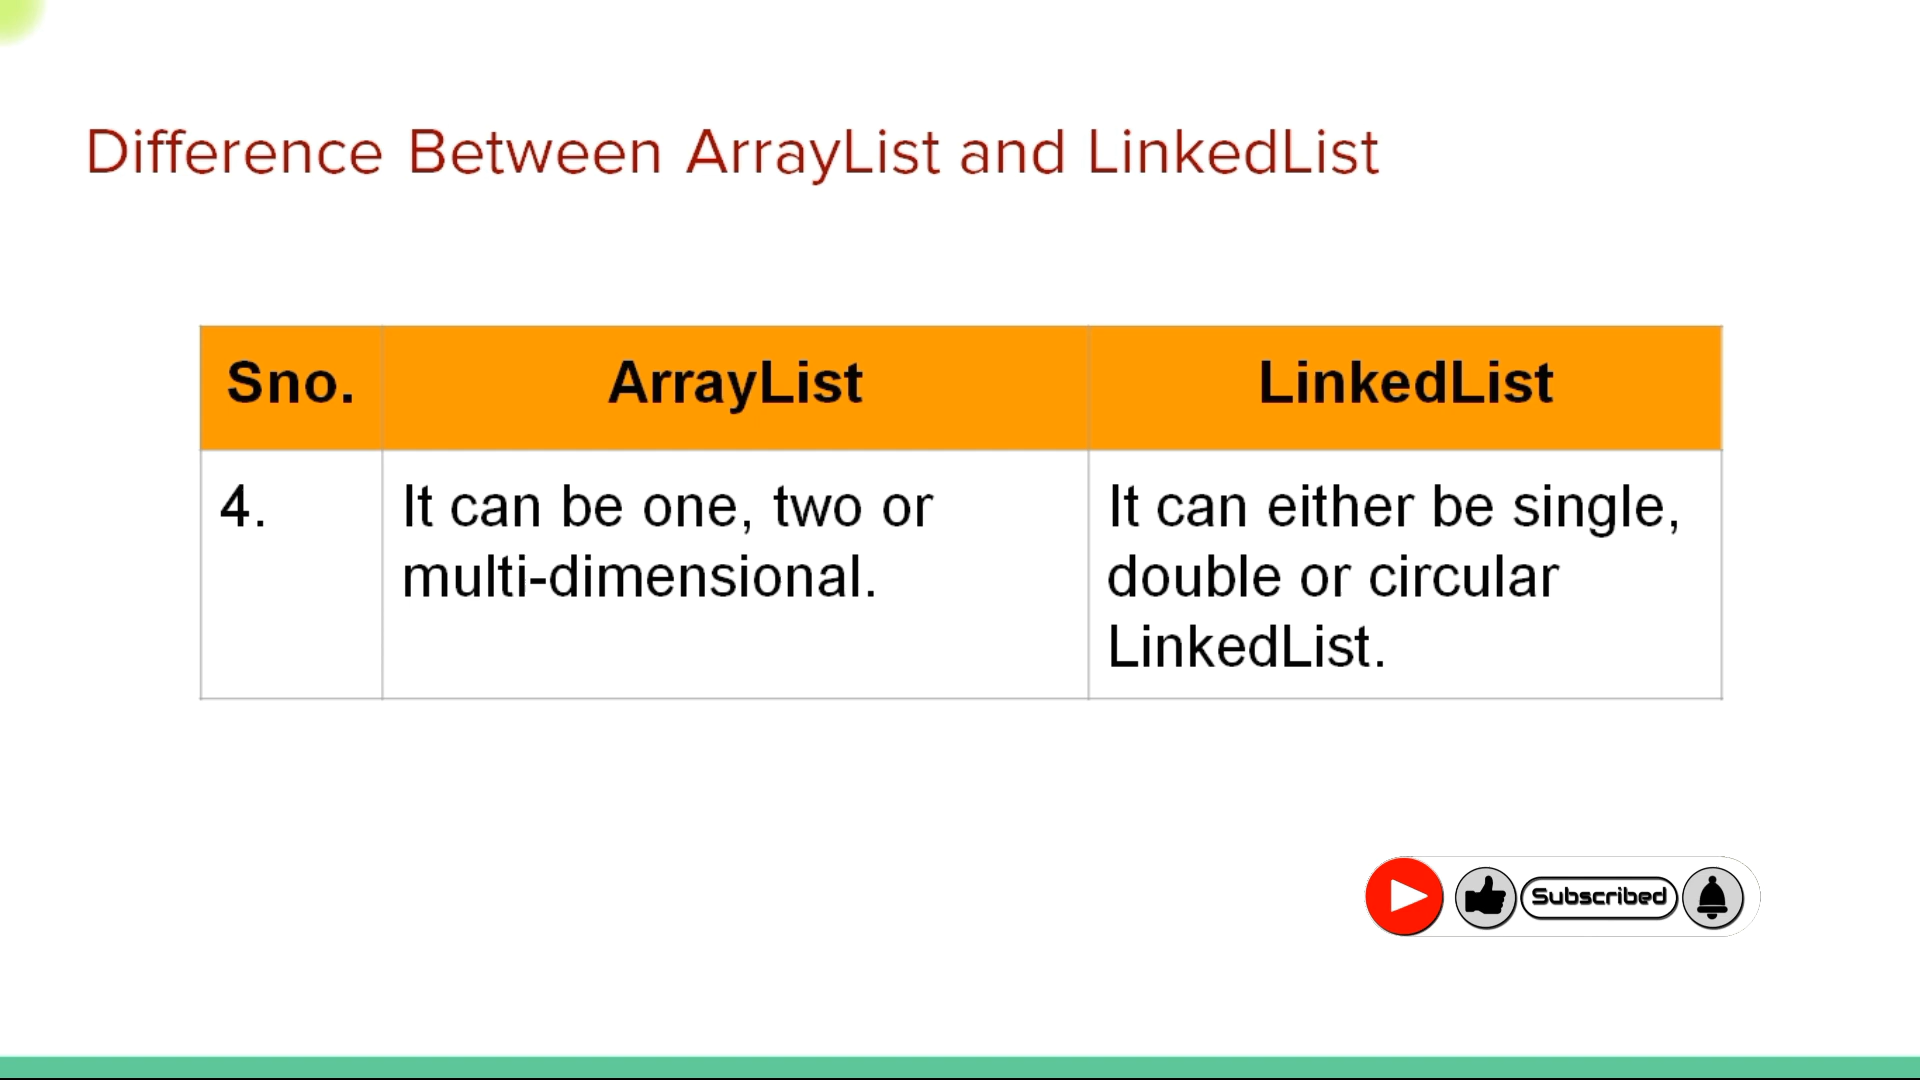 Difference Between ArrayList and LinkedList
Sno. ArrayList LinkedList
4. It can be one, two or It can either be single,
multi-dimensional. double or circular
LinkedList.
Subscribed